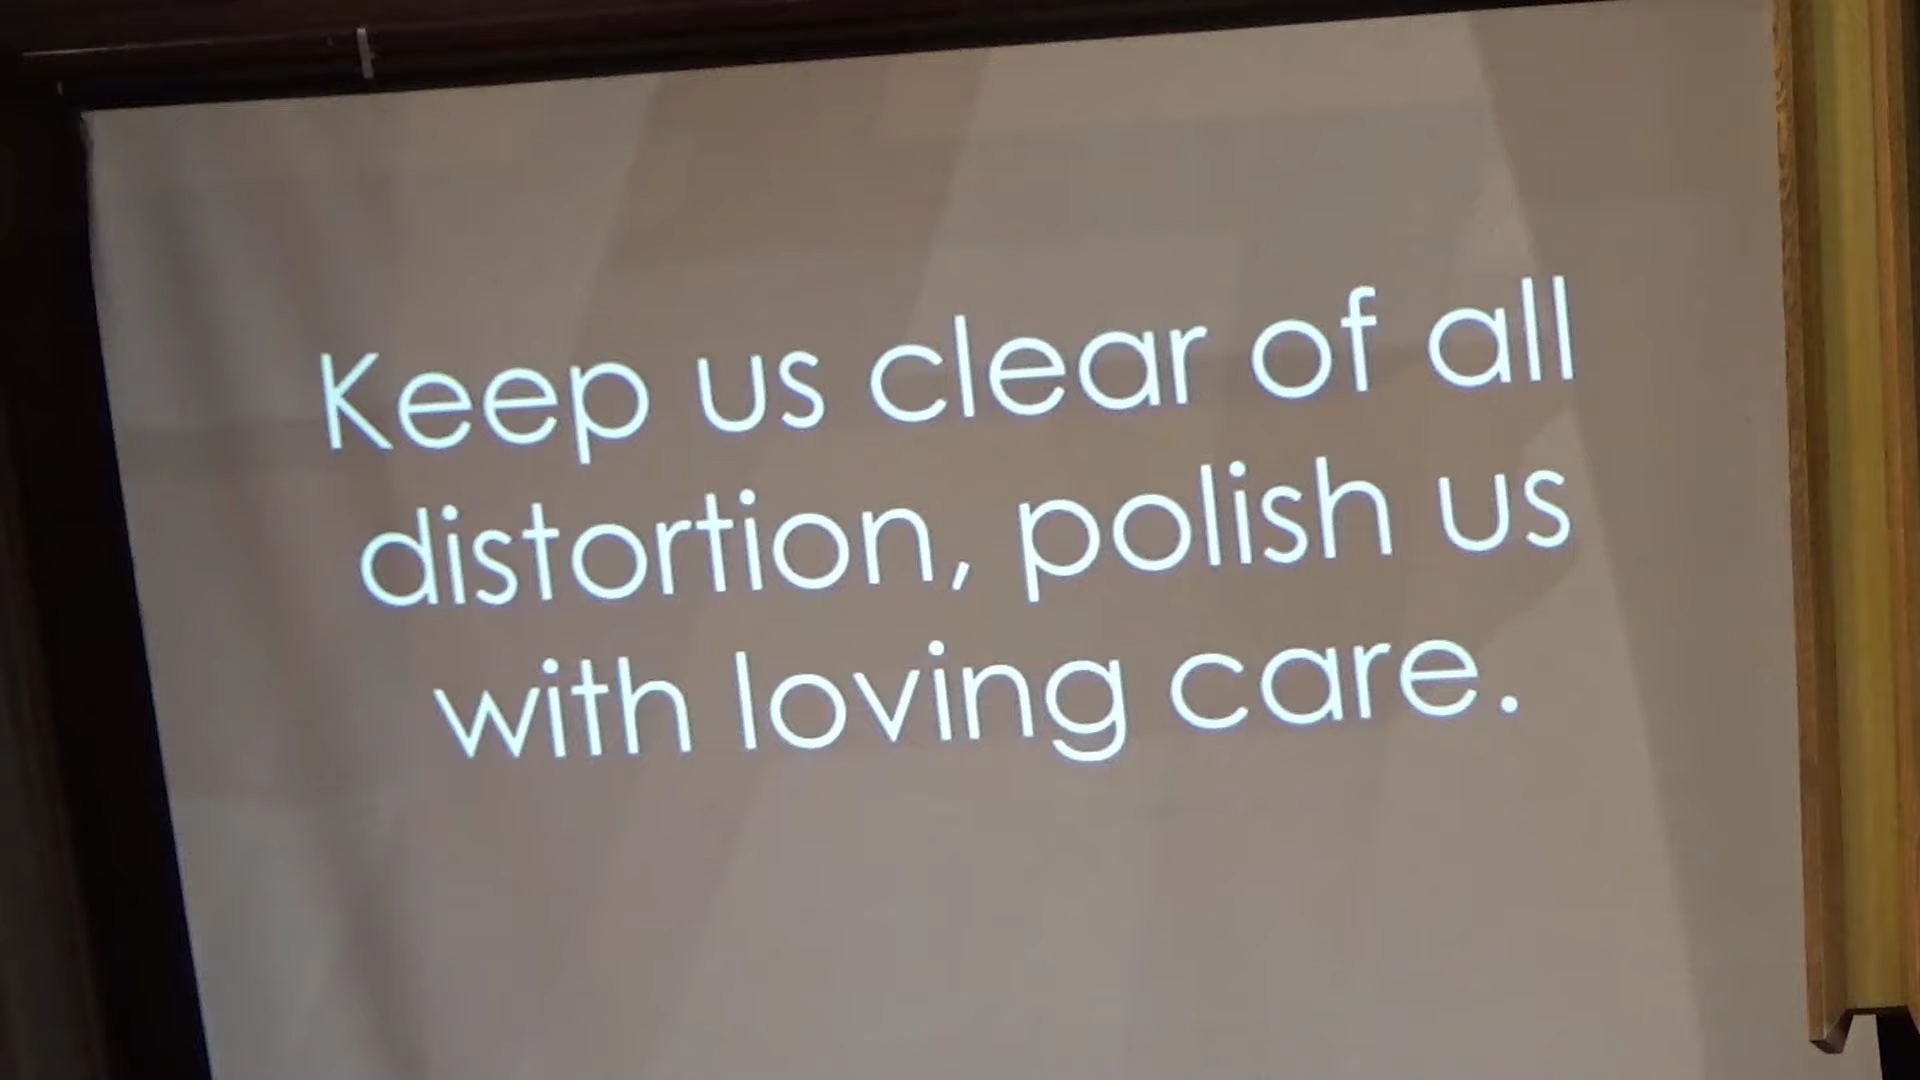 Keep us clear of all
distortion, polish us
with loving care.